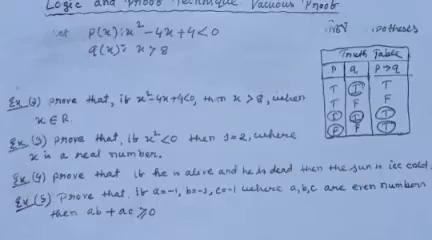 Logic and Proof Technique Vacuous Proof
let P(x): x² - 4x + 4 < 0
q(x): x > 8
Truth Table
P q P→q
T T T
T F F
F T T
F F T
Ex (2) prove that, if x²-4x+4<0, then x > 8, when
x ∈ R.
Ex (3) prove that, if x² < 0 then 1=2, where
x is a real number.
Ex (4) prove that if he is alive and he is dead then the sun is ice cold.
Ex (5) prove that, if a=-1, b=-3, c=-1 where a, b, c are even numbers
then ab + ac ≥ 0